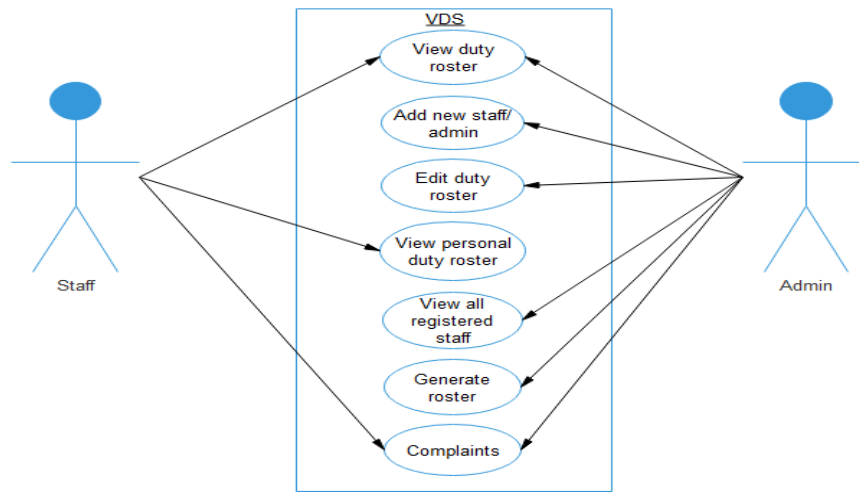 VDS
View duty
roster
Add new staff/
admin
Edit duty
roster
View personal
duty roster
View all
registered
staff
Generate
roster
Complaints
Staff
Admin